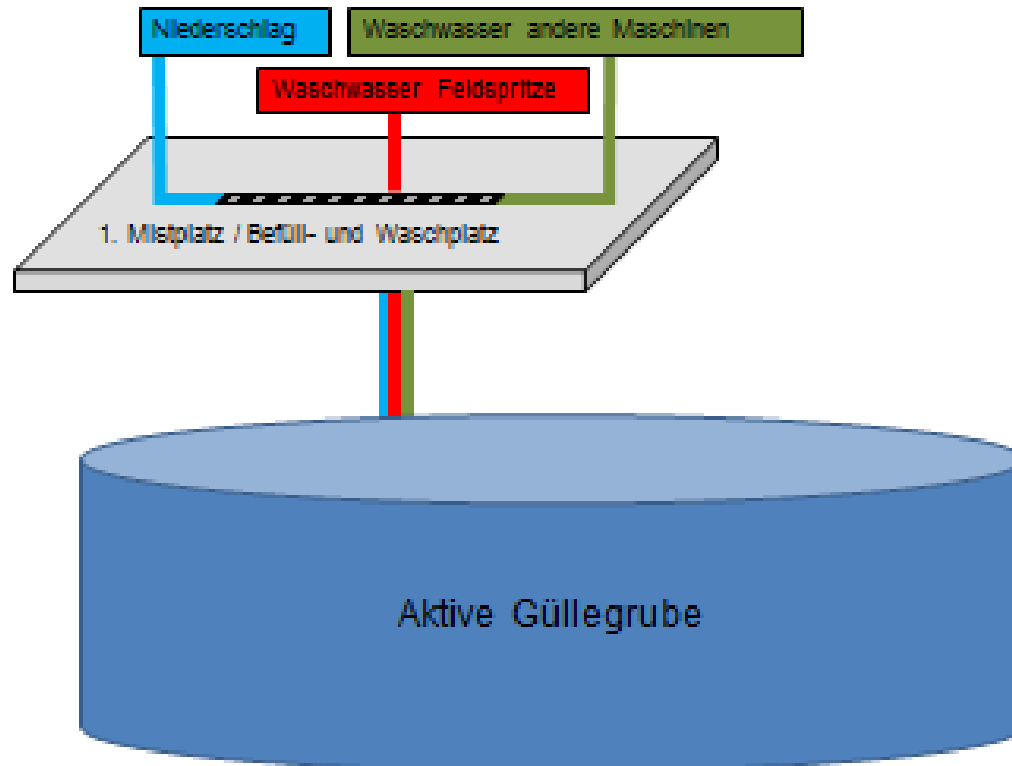 Niederschlag
Waschwasser andere Maschinen
Waschwasser Feldspritze
1. Mistplatz / Befüll- und Waschplatz
Aktive Güllegrube